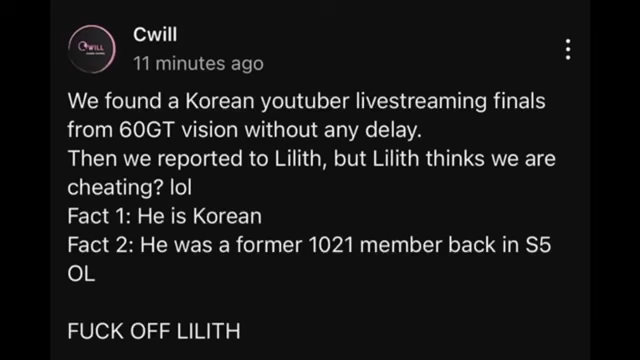 Cwill
11 minutes ago
CWILL
We found a Korean youtuber livestreaming finals
from 60GT vision without any delay.
Then we reported to Lilith, but Lilith thinks we are
cheating? lol
Fact 1: He is Korean
Fact 2: He was a former 1021 member back in S5
OL
FUCK OFF LILITH